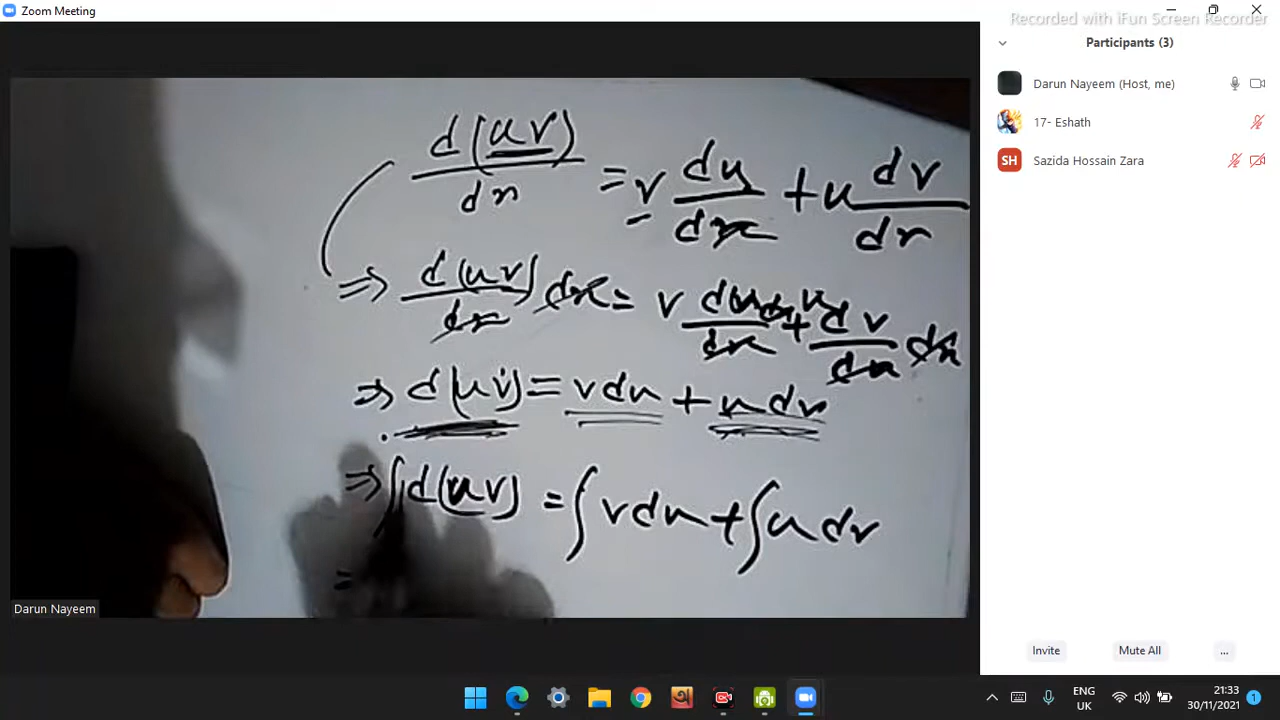 Zoom Meeting
Recorded with iFun Screen Recorder
Participants (3)
Darun Nayeem (Host, me)
17- Eshath
SH Sazida Hossain Zara
d(uv)/dx = v du/dx + u dv/dx
⇒ d(uv)/dx dx = v du/dx dx + u dv/dx dx
⇒ d(uv) = vdu + udv
⇒ ∫d(uv) = ∫vdu + ∫udv
=
Darun Nayeem
Invite
Mute All
...
অ
ENG
UK
21:33
30/11/2021
1